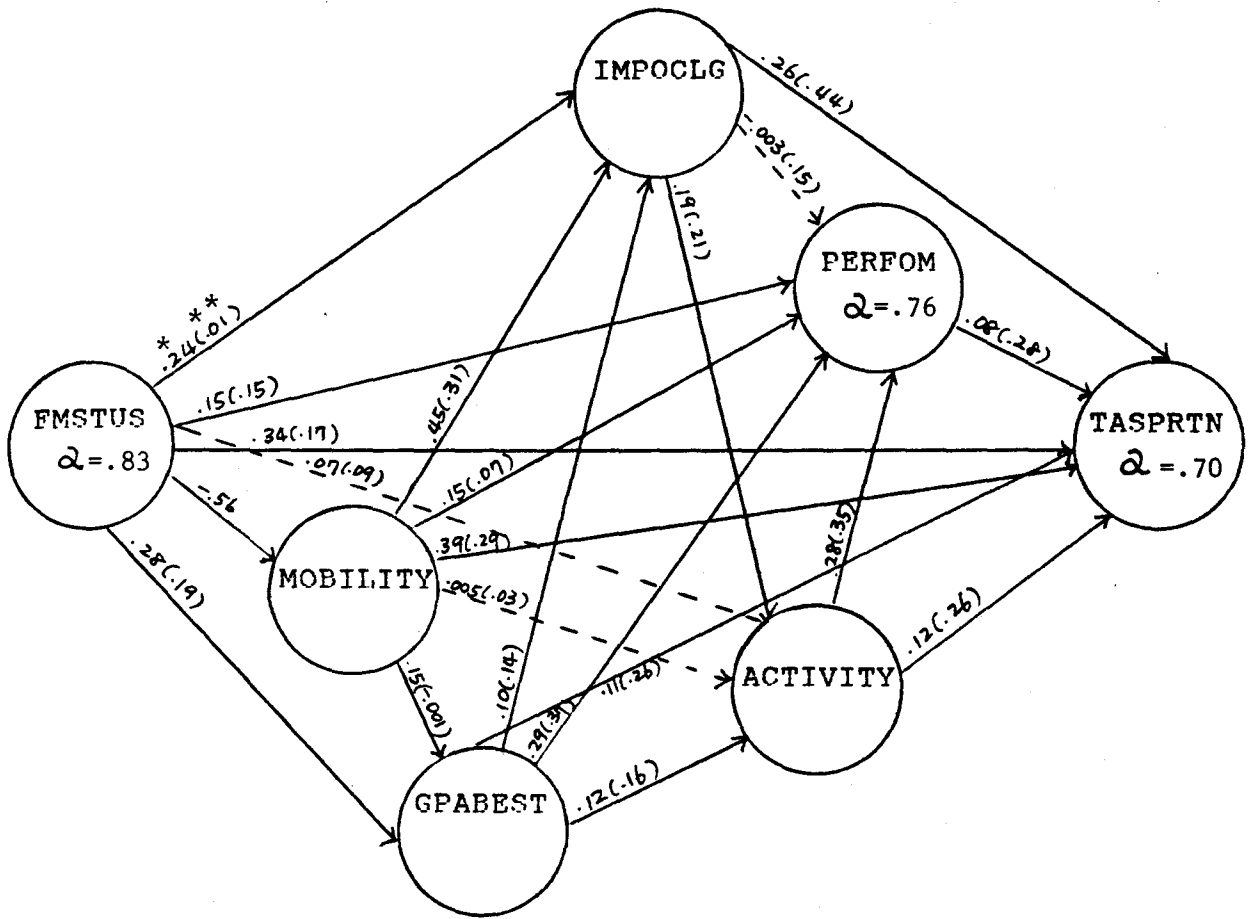 IMPOCLG
.26(.44)
-.003(.15)
.19(.21)
PERFOM
α=.76
* **
.24(.01)
.08(.28)
.15(.15)
.45(.31)
FMSTUS
α=.83
.34(.17)
TASPRTN
α=.70
.07(.09)
.15(.07)
-.56
.39(.29)
.28(.35)
.28(.19)
MOBILITY
.005(.03)
.12(.26)
.15(-.001)
.10(.14)
.11(.26)
ACTIVITY
GPABEST
.12(.16)